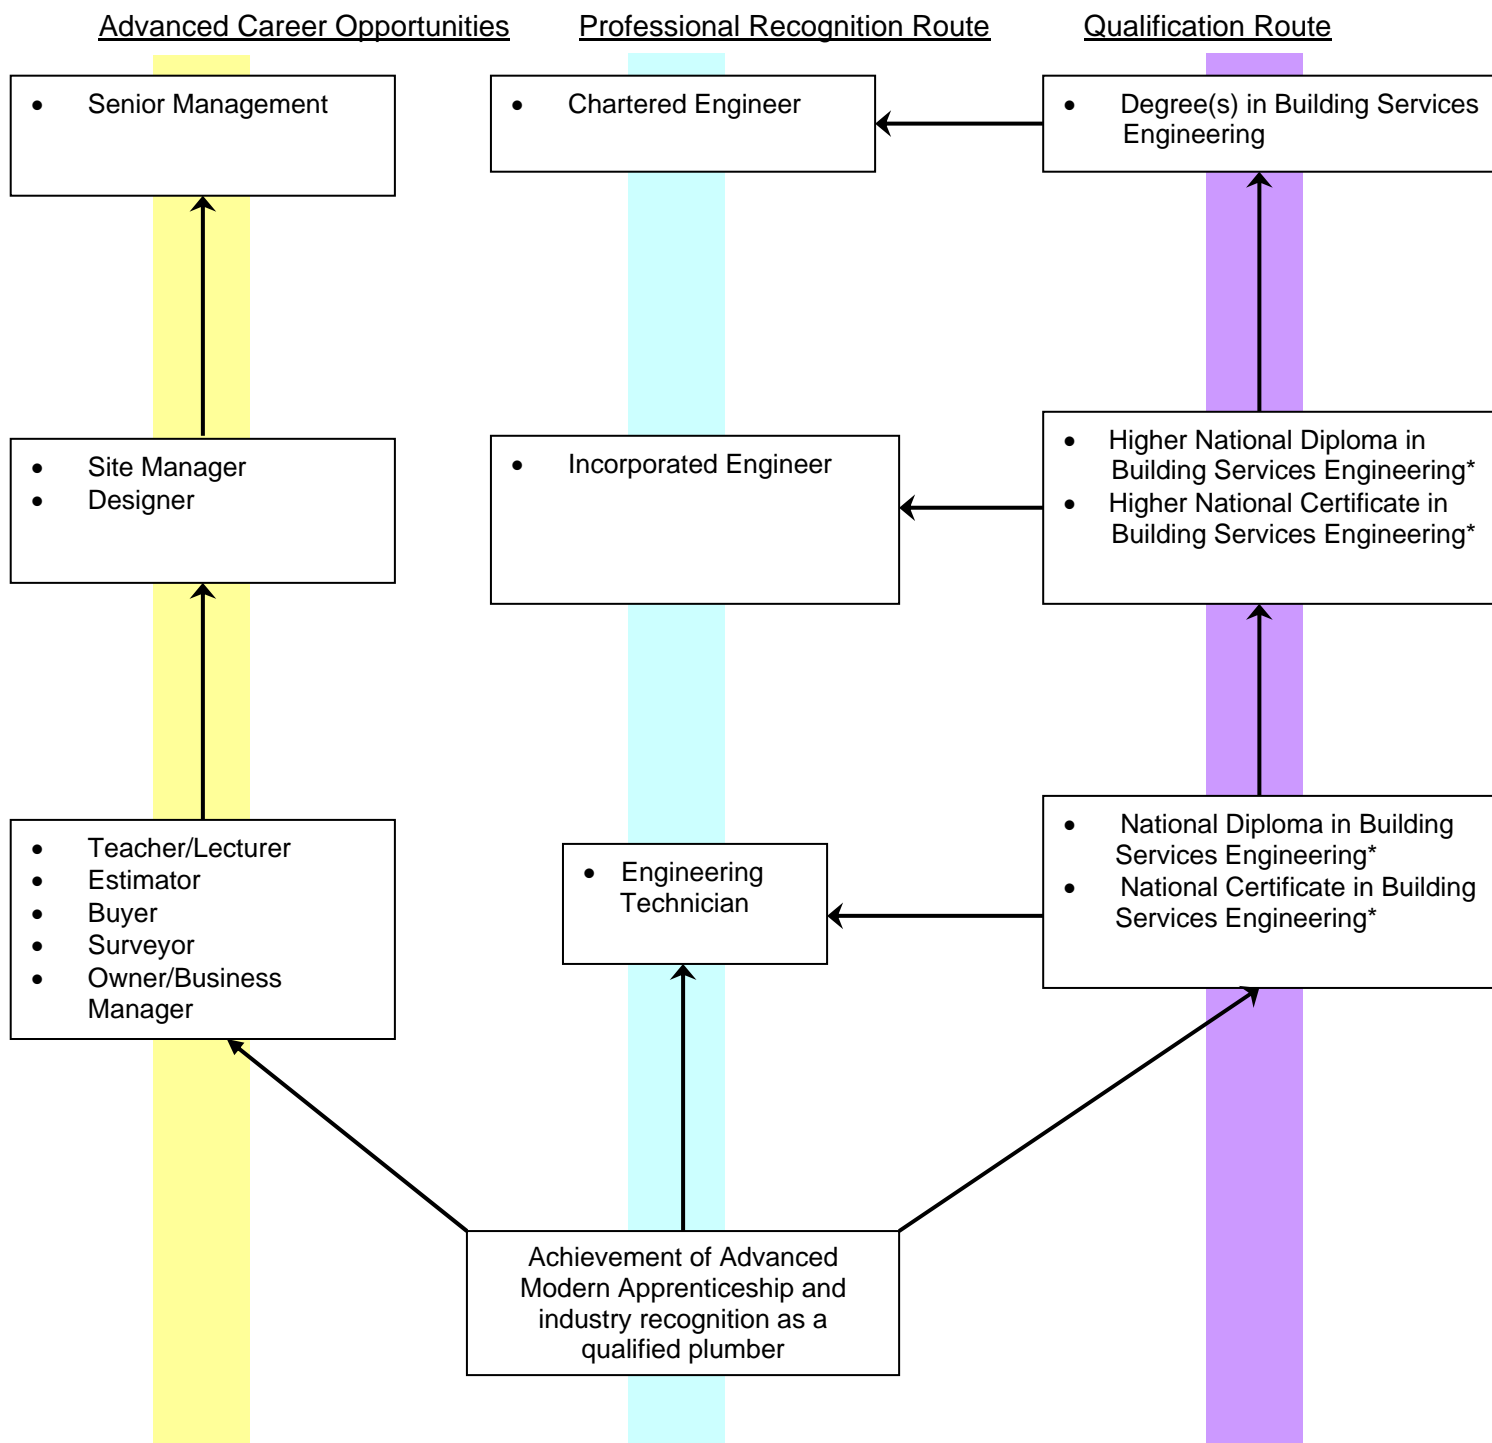 Advanced Career Opportunities
Professional Recognition Route
Qualification Route
• Senior Management
• Chartered Engineer
• Degree(s) in Building Services
Engineering
• Site Manager
• Designer
• Incorporated Engineer
• Higher National Diploma in
Building Services Engineering*
• Higher National Certificate in
Building Services Engineering*
• Teacher/Lecturer
• Estimator
• Buyer
• Surveyor
• Owner/Business
Manager
• Engineering
Technician
• National Diploma in Building
Services Engineering*
• National Certificate in Building
Services Engineering*
Achievement of Advanced
Modern Apprenticeship and
industry recognition as a
qualified plumber